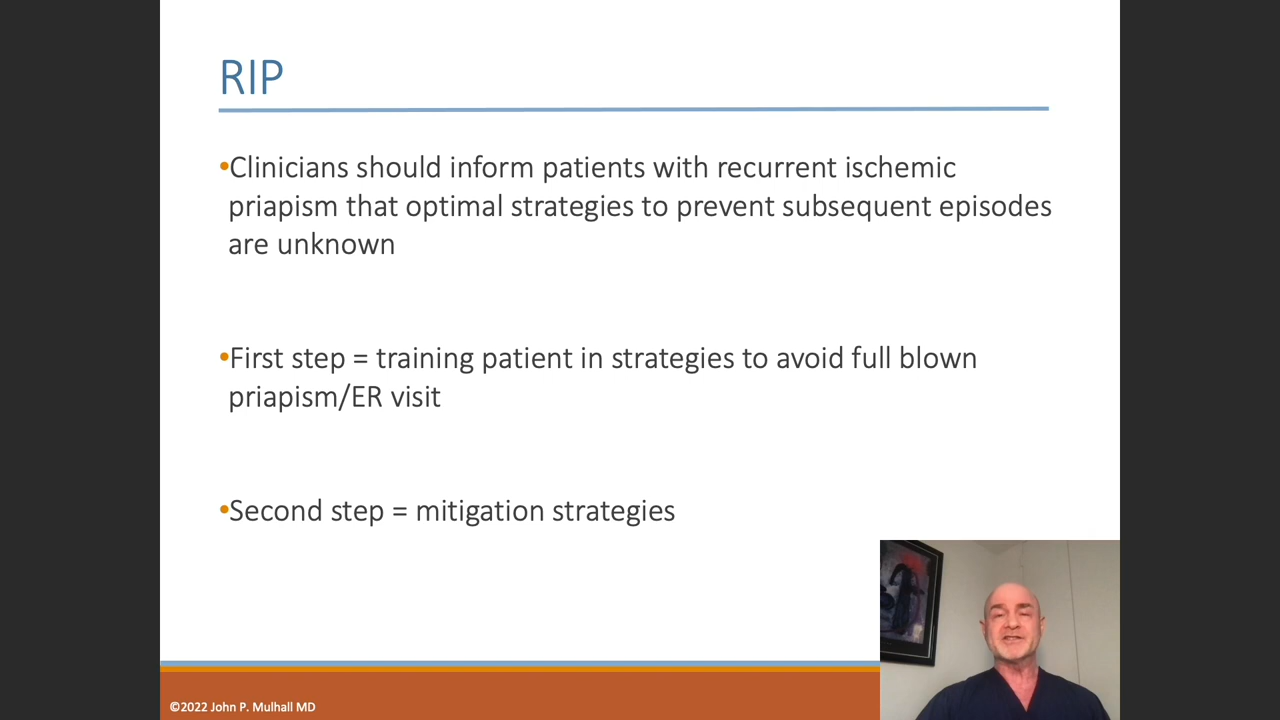 RIP
•Clinicians should inform patients with recurrent ischemic
priapism that optimal strategies to prevent subsequent episodes
are unknown
•First step = training patient in strategies to avoid full blown
priapism/ER visit
•Second step = mitigation strategies
©2022 John P. Mulhall MD